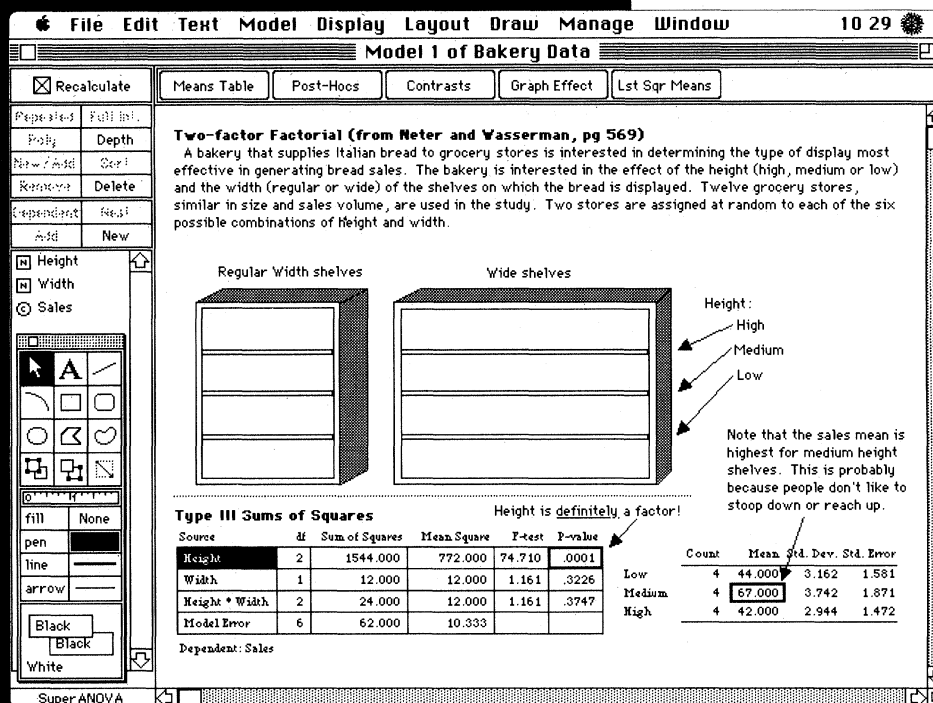 File Edit Text Model Display Layout Draw Manage Window 10 29
Model 1 of Bakery Data
Recalculate
Means Table Post-Hocs Contrasts Graph Effect Lst Sqr Means
Repeated Full Int.
Poly Depth
New/Add Sort
Remove Delete
Dependent Nest
Add New
N Height
N Width
C Sales
A
0
fill None
pen
line
arrow
Black
Black
White
SuperANOVA
Two-factor Factorial (from Neter and Wasserman, pg 569)
A bakery that supplies Italian bread to grocery stores is interested in determining the type of display most
effective in generating bread sales. The bakery is interested in the effect of the height (high, medium or low)
and the width (regular or wide) of the shelves on which the bread is displayed. Twelve grocery stores,
similar in size and sales volume, are used in the study. Two stores are assigned at random to each of the six
possible combinations of height and width.
Regular Width shelves
Wide shelves
Height:
High
Medium
Low
Note that the sales mean is
highest for medium height
shelves. This is probably
because people don't like to
stoop down or reach up.
Height is definitely a factor!
Type III Sums of Squares
Source df Sum of Squares Mean Square F-test P-value
Height 2 1544.000 772.000 74.710 .0001
Width 1 12.000 12.000 1.161 .3226
Height * Width 2 24.000 12.000 1.161 .3747
Model Error 6 62.000 10.333
Dependent: Sales
Count Mean Std. Dev. Std. Error
Low 4 44.000 3.162 1.581
Medium 4 67.000 3.742 1.871
High 4 42.000 2.944 1.472